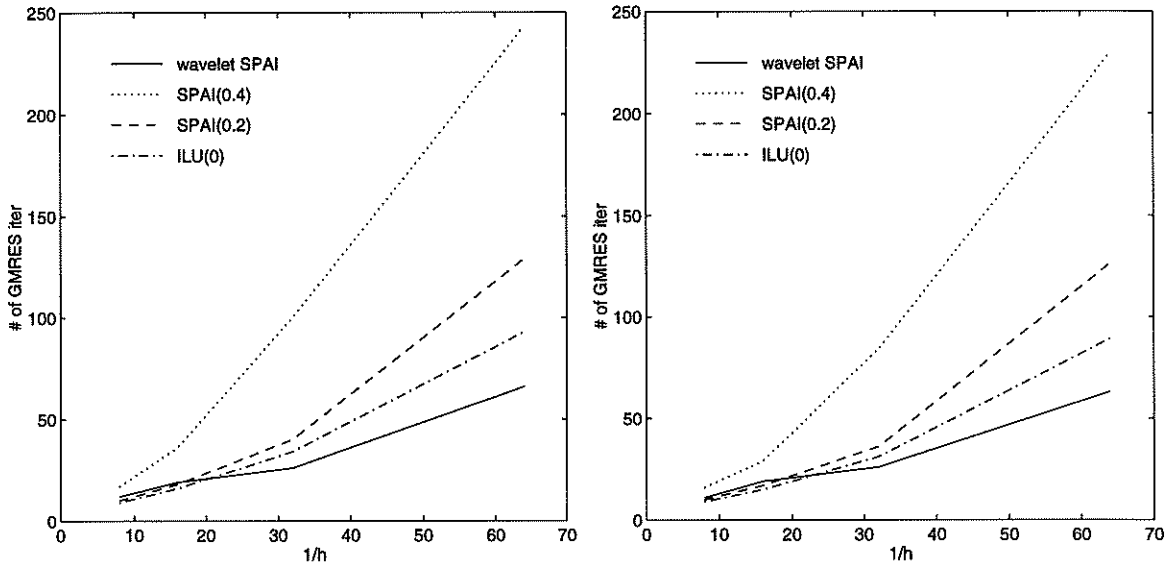 250
200
150
100
50
0
# of GMRES iter
wavelet SPAI
SPAI(0.4)
SPAI(0.2)
ILU(0)
0 10 20 30 40 50 60 70
1/h
250
200
150
100
50
0
# of GMRES iter
wavelet SPAI
SPAI(0.4)
SPAI(0.2)
ILU(0)
0 10 20 30 40 50 60 70
1/h